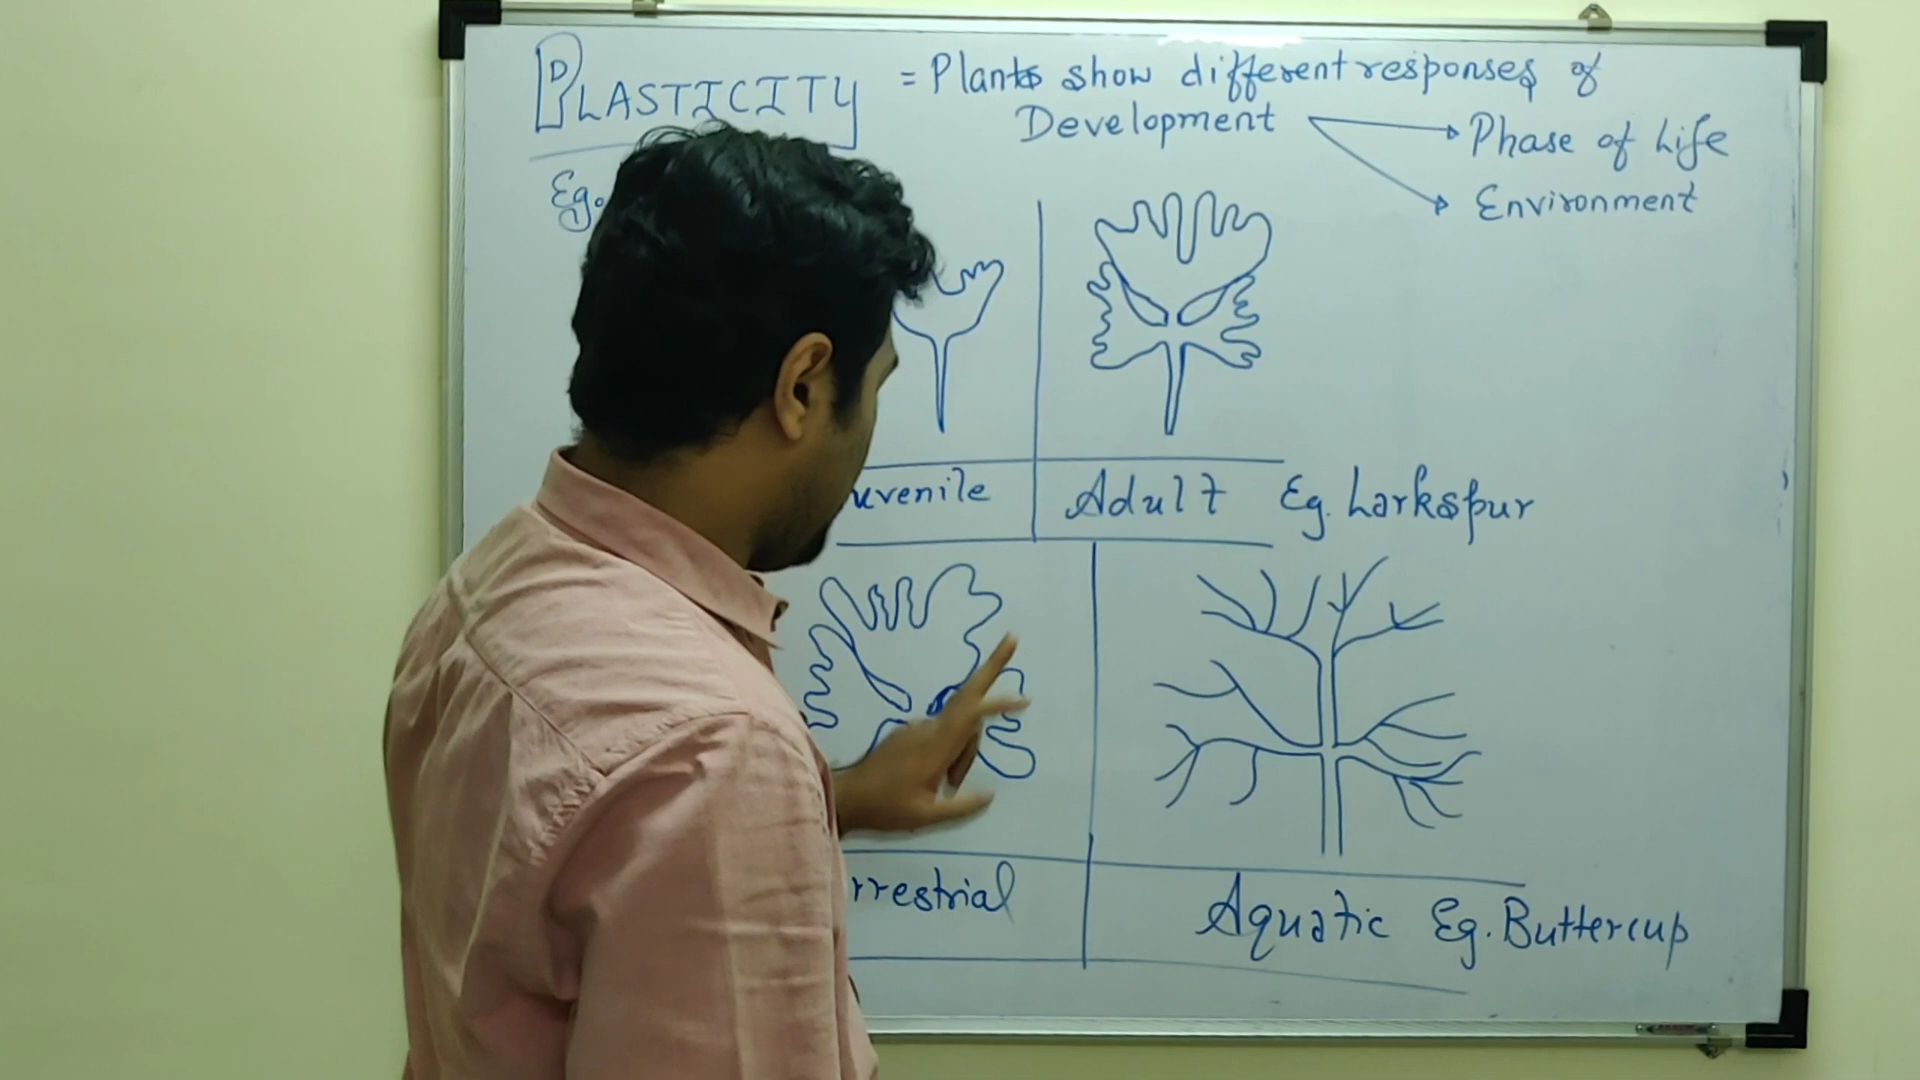 PLASTICITY = Plants show different responses of
Development
Phase of Life
Environment
Eg.
uvenile
Adult Eg. Larkspur
rrestrial
Aquatic Eg. Buttercup